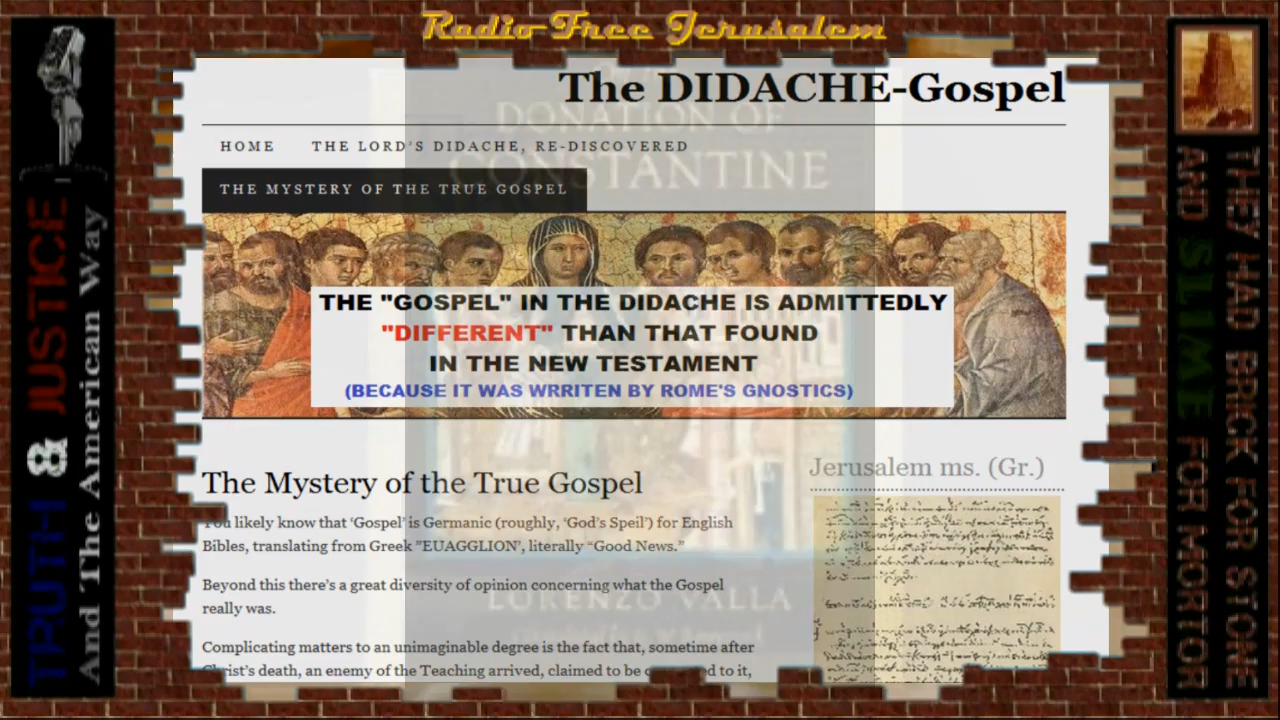 Radio Free Jerusalem
TRUTH & JUSTICE
And The American Way
The DIDACHE-Gospel
DONATION OF
CONSTANTINE
HOME THE LORD'S DIDACHE, RE-DISCOVERED
THE MYSTERY OF THE TRUE GOSPEL
THE "GOSPEL" IN THE DIDACHE IS ADMITTEDLY
"DIFFERENT" THAN THAT FOUND
IN THE NEW TESTAMENT
(BECAUSE IT WAS WRRITEN BY ROME'S GNOSTICS)
The Mystery of the True Gospel
You likely know that 'Gospel' is Germanic (roughly, 'God's Speil') for English
Bibles, translating from Greek "EUAGGLION", literally "Good News."
Beyond this there's a great diversity of opinion concerning what the Gospel
really was.
LORENZO VALLA
Complicating matters to an unimaginable degree is the fact that, sometime after
Christ's death, an enemy of the Teaching arrived, claimed to be to it,
Jerusalem ms. (Gr.)
THEY HAD BRICK FOR STONE
AND SLIME FOR MORTOR